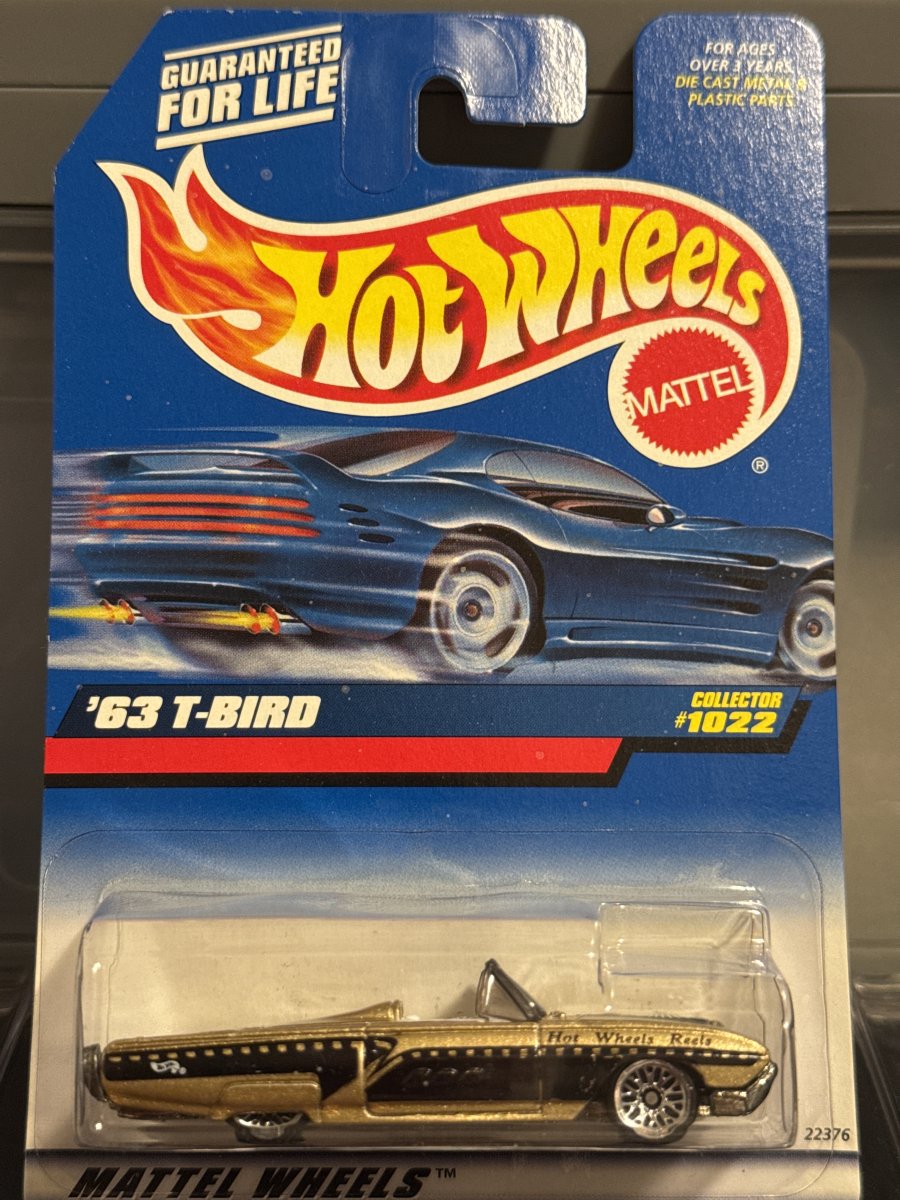 GUARANTEED
FOR LIFE
FOR AGES
OVER 3 YEARS
DIE CAST METAL &
PLASTIC PARTS
HOT WHEELS
MATTEL
®
'63 T-BIRD
COLLECTOR
#1022
Hot Wheels Reels
22376
MATTEL WHEELS™